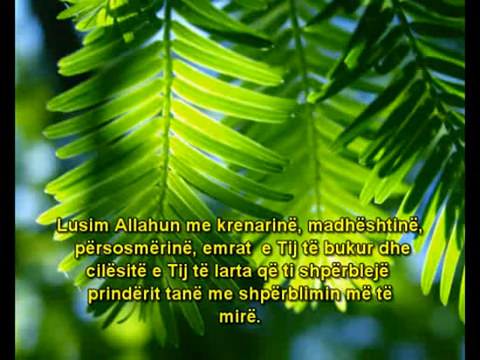 Lusim Allahun me krenarinë, madhështinë,
përsosmërinë, emrat e Tij të bukur dhe
cilësitë e Tij të larta që ti shpërblejë
prindërit tanë me shpërblimin më të
mirë.